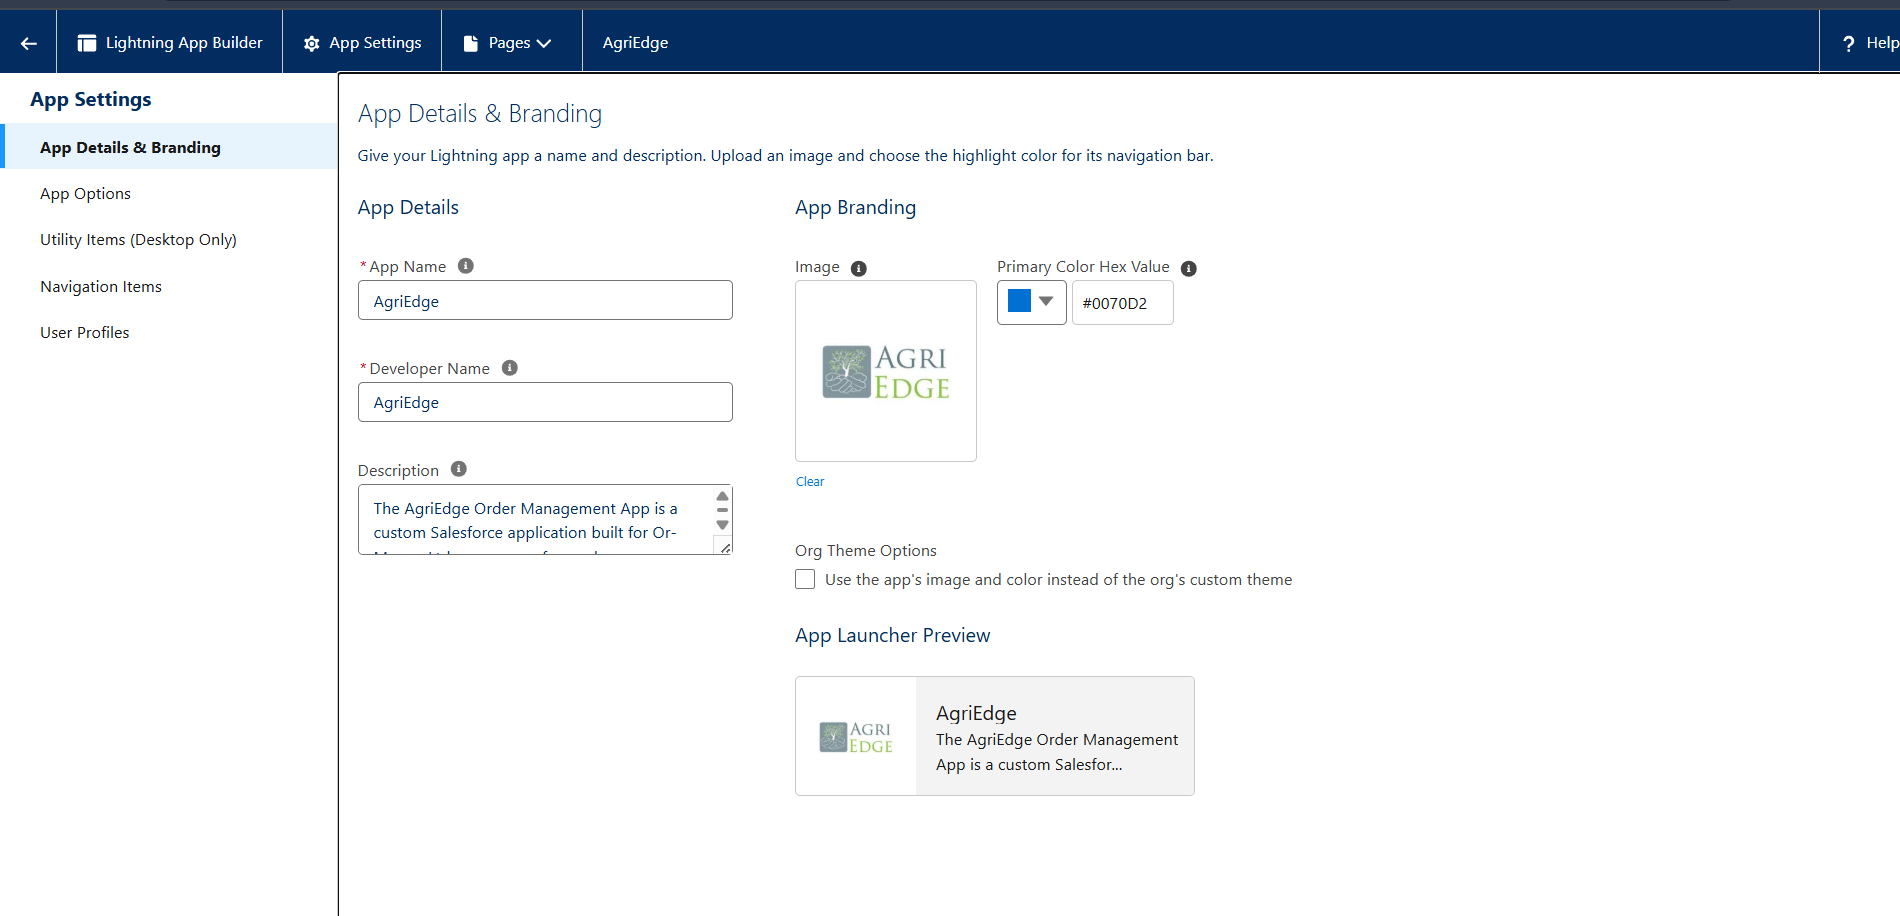 Lightning App Builder
App Settings
Pages
AgriEdge
? Help
App Settings
App Details & Branding
App Options
Utility Items (Desktop Only)
Navigation Items
User Profiles
App Details & Branding
Give your Lightning app a name and description. Upload an image and choose the highlight color for its navigation bar.
App Details
* App Name
AgriEdge
* Developer Name
AgriEdge
Description
The AgriEdge Order Management App is a
custom Salesforce application built for Or-
App Branding
Image
AGRI
EDGE
Clear
Primary Color Hex Value
#0070D2
Org Theme Options
Use the app's image and color instead of the org's custom theme
App Launcher Preview
AGRI
EDGE
AgriEdge
The AgriEdge Order Management
App is a custom Salesfor...